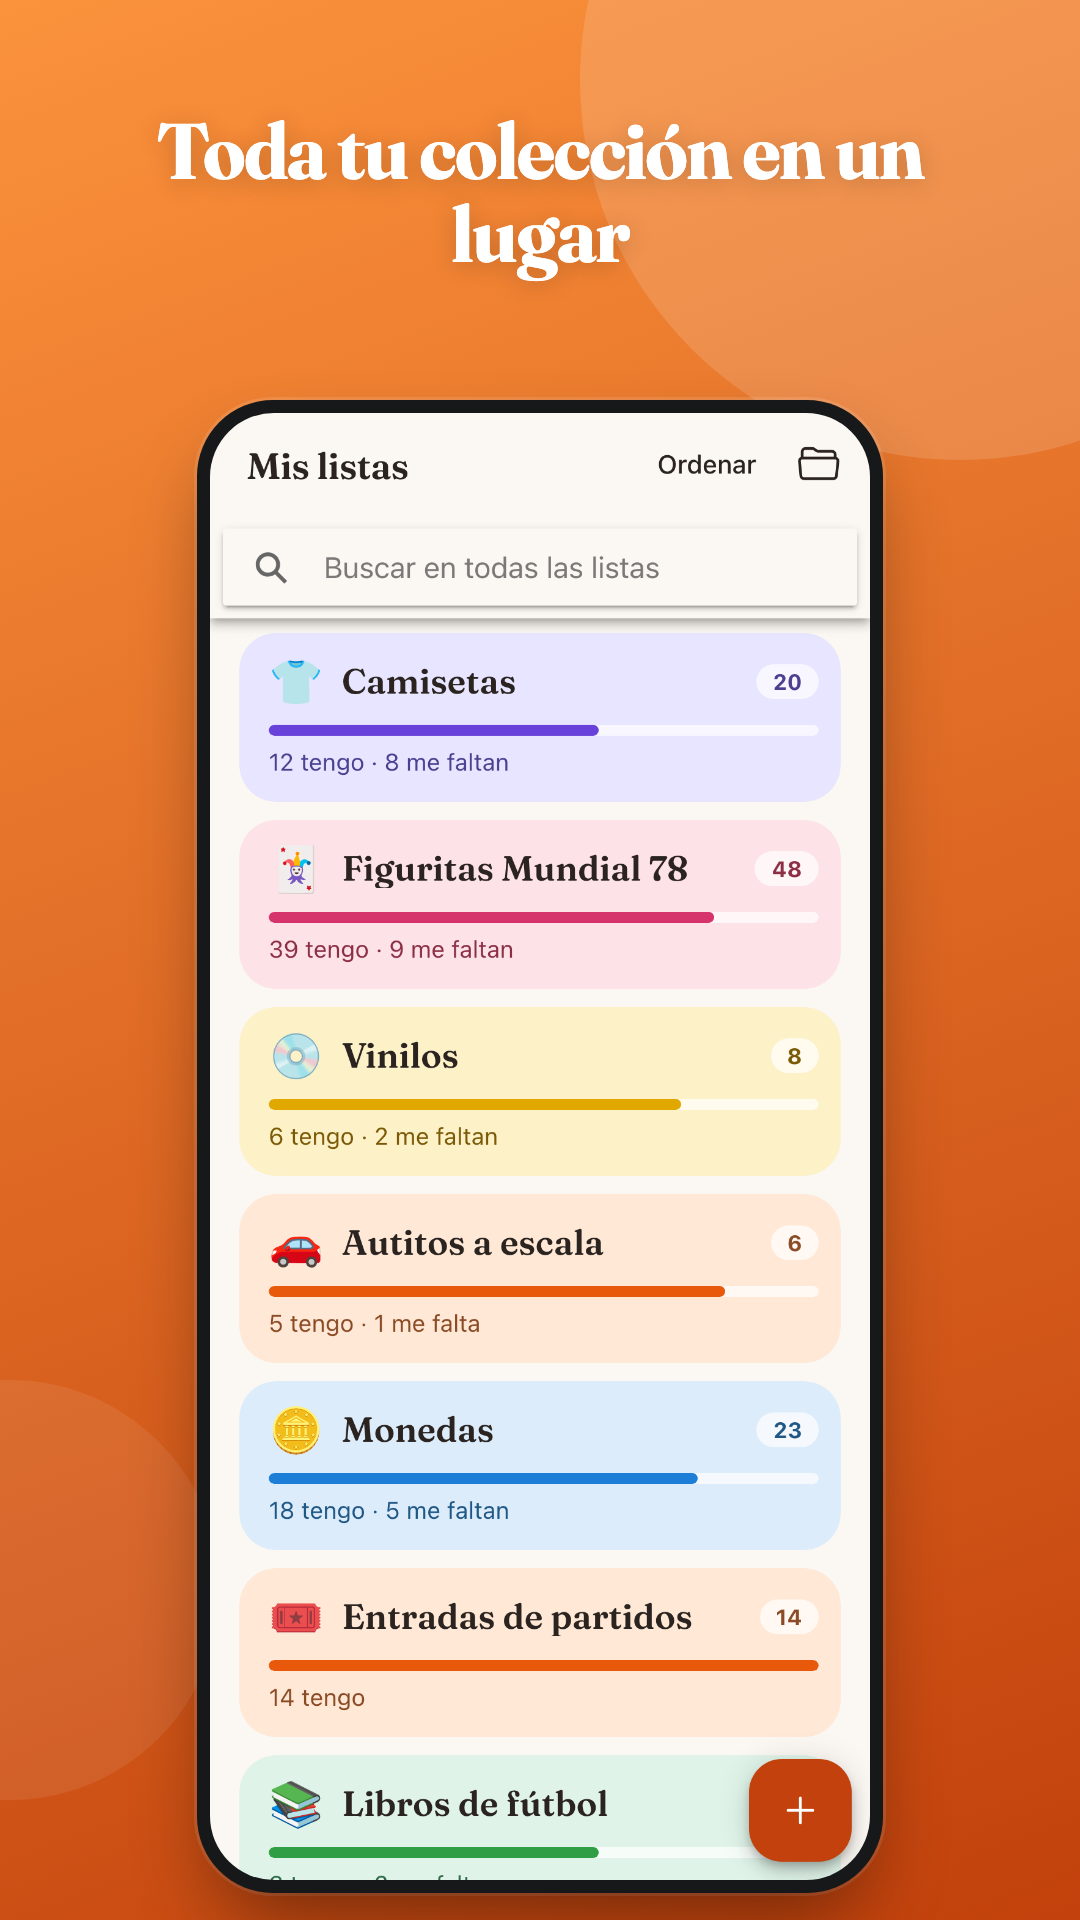 Toda tu colección en un
lugar
Mis listas
Ordenar
Buscar en todas las listas
Camisetas
20
12 tengo · 8 me faltan
Figuritas Mundial 78
48
39 tengo · 9 me faltan
Vinilos
8
6 tengo · 2 me faltan
Autitos a escala
6
5 tengo · 1 me falta
Monedas
23
18 tengo · 5 me faltan
Entradas de partidos
14
14 tengo
Libros de fútbol